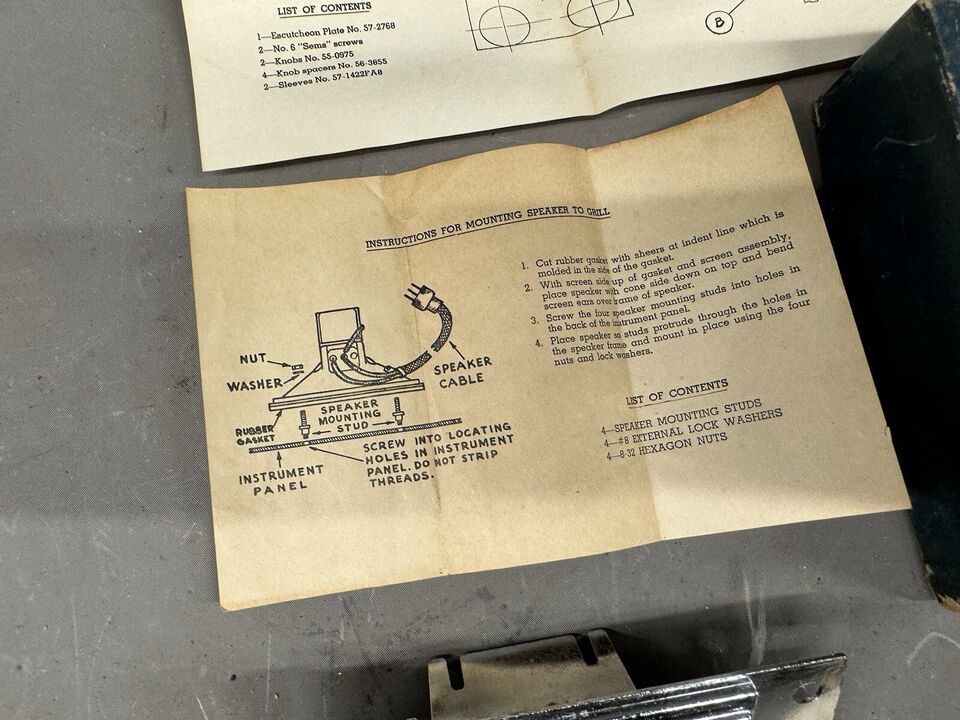 LIST OF CONTENTS
1—Escutcheon Plate No. 57-2768
2—No. 6 "Sems" screws
2—Knobs No. 55-0975
4—Knob spacers No. 56-3855
2—Sleeves No. 57-1422FA8
B
INSTRUCTIONS FOR MOUNTING SPEAKER TO GRILL
1. Cut rubber gasket with sheers at indent line which is
molded in the side of the gasket.
2. With screen side up of gasket and screen assembly,
place speaker with cone side down on top and bend
screen ears over frame of speaker.
3. Screw the four speaker mounting studs into holes in
the back of the instrument panel.
4. Place speaker so studs protrude through the holes in
the speaker frame and mount in place using the four
nuts and lock washers.
NUT
WASHER
SPEAKER
CABLE
RUBBER
GASKET
SPEAKER
MOUNTING
STUD
INSTRUMENT
PANEL
SCREW INTO LOCATING
HOLES IN INSTRUMENT
PANEL. DO NOT STRIP
THREADS.
LIST OF CONTENTS
4—SPEAKER MOUNTING STUDS
4—#8 EXTERNAL LOCK WASHERS
4—8-32 HEXAGON NUTS